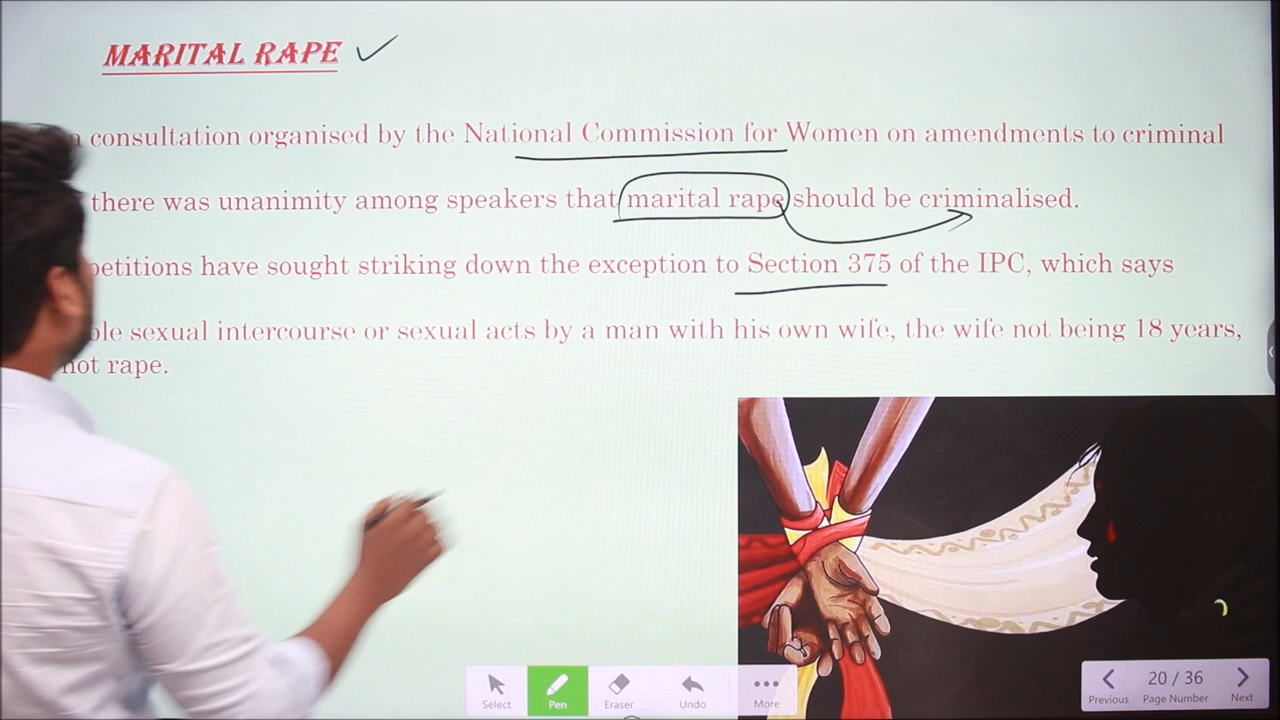 MARITAL RAPE
consultation organised by the National Commission for Women on amendments to criminal
there was unanimity among speakers that marital rape should be criminalised.
petitions have sought striking down the exception to Section 375 of the IPC, which says
sexual intercourse or sexual acts by a man with his own wife, the wife not being 18 years,
not rape.
Select Pen Eraser Undo More
Previous 20 / 36 Next
Page Number